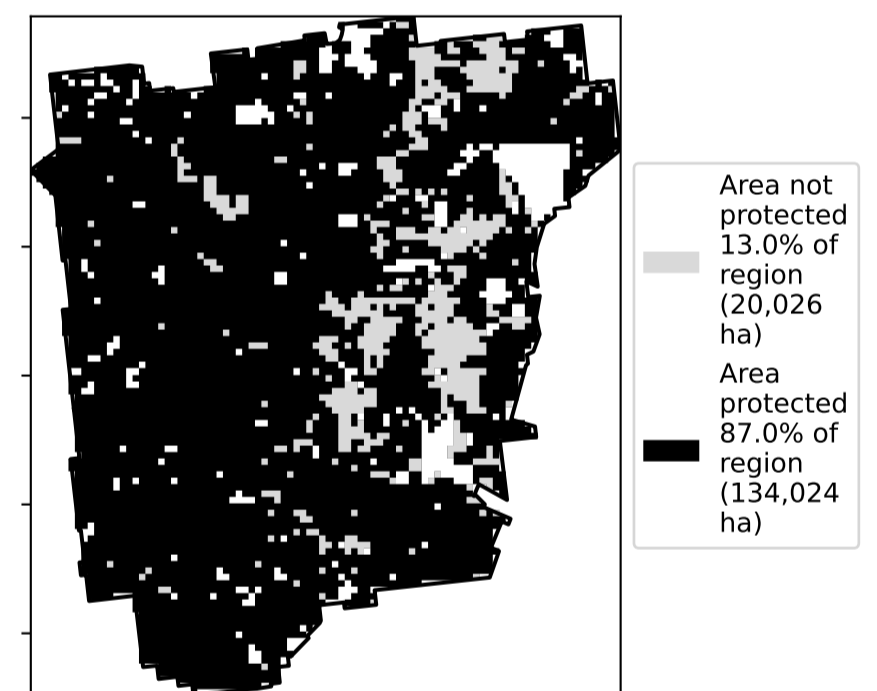 Area not
protected
13.0% of
region
(20,026
ha)
Area
protected
87.0% of
region
(134,024
ha)